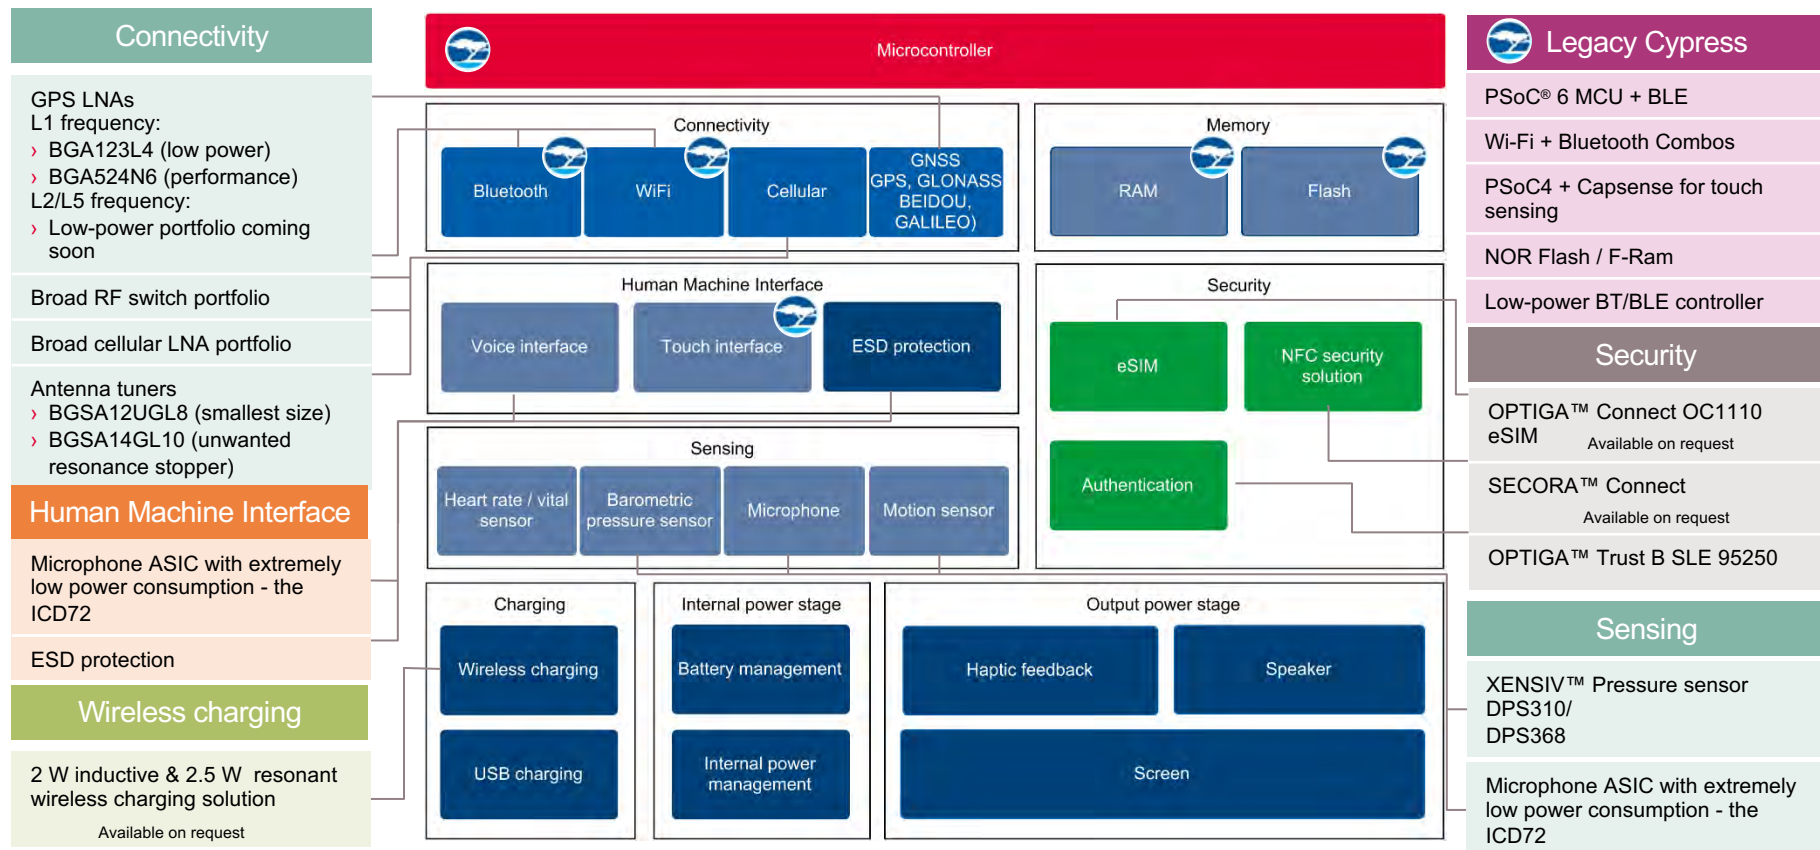 Connectivity
GPS LNAs
L1 frequency:
› BGA123L4 (low power)
› BGA524N6 (performance)
L2/L5 frequency:
› Low-power portfolio coming
soon
Broad RF switch portfolio
Broad cellular LNA portfolio
Antenna tuners
› BGSA12UGL8 (smallest size)
› BGSA14GL10 (unwanted
resonance stopper)
Human Machine Interface
Microphone ASIC with extremely
low power consumption - the
ICD72
ESD protection
Wireless charging
2 W inductive & 2.5 W resonant
wireless charging solution
Available on request
Microcontroller
Connectivity
Bluetooth
WiFi
Cellular
GNSS
GPS, GLONASS
BEIDOU,
GALILEO)
Memory
RAM
Flash
Human Machine Interface
Voice interface
Touch interface
ESD protection
Security
eSIM
NFC security
solution
Authentication
Sensing
Heart rate / vital
sensor
Barometric
pressure sensor
Microphone
Motion sensor
Charging
Wireless charging
USB charging
Internal power stage
Battery management
Internal power
management
Output power stage
Haptic feedback
Speaker
Screen
Legacy Cypress
PSoC® 6 MCU + BLE
Wi-Fi + Bluetooth Combos
PSoC4 + Capsense for touch
sensing
NOR Flash / F-Ram
Low-power BT/BLE controller
Security
OPTIGA™ Connect OC1110
eSIM Available on request
SECORA™ Connect
Available on request
OPTIGA™ Trust B SLE 95250
Sensing
XENSIV™ Pressure sensor
DPS310/
DPS368
Microphone ASIC with extremely
low power consumption - the
ICD72